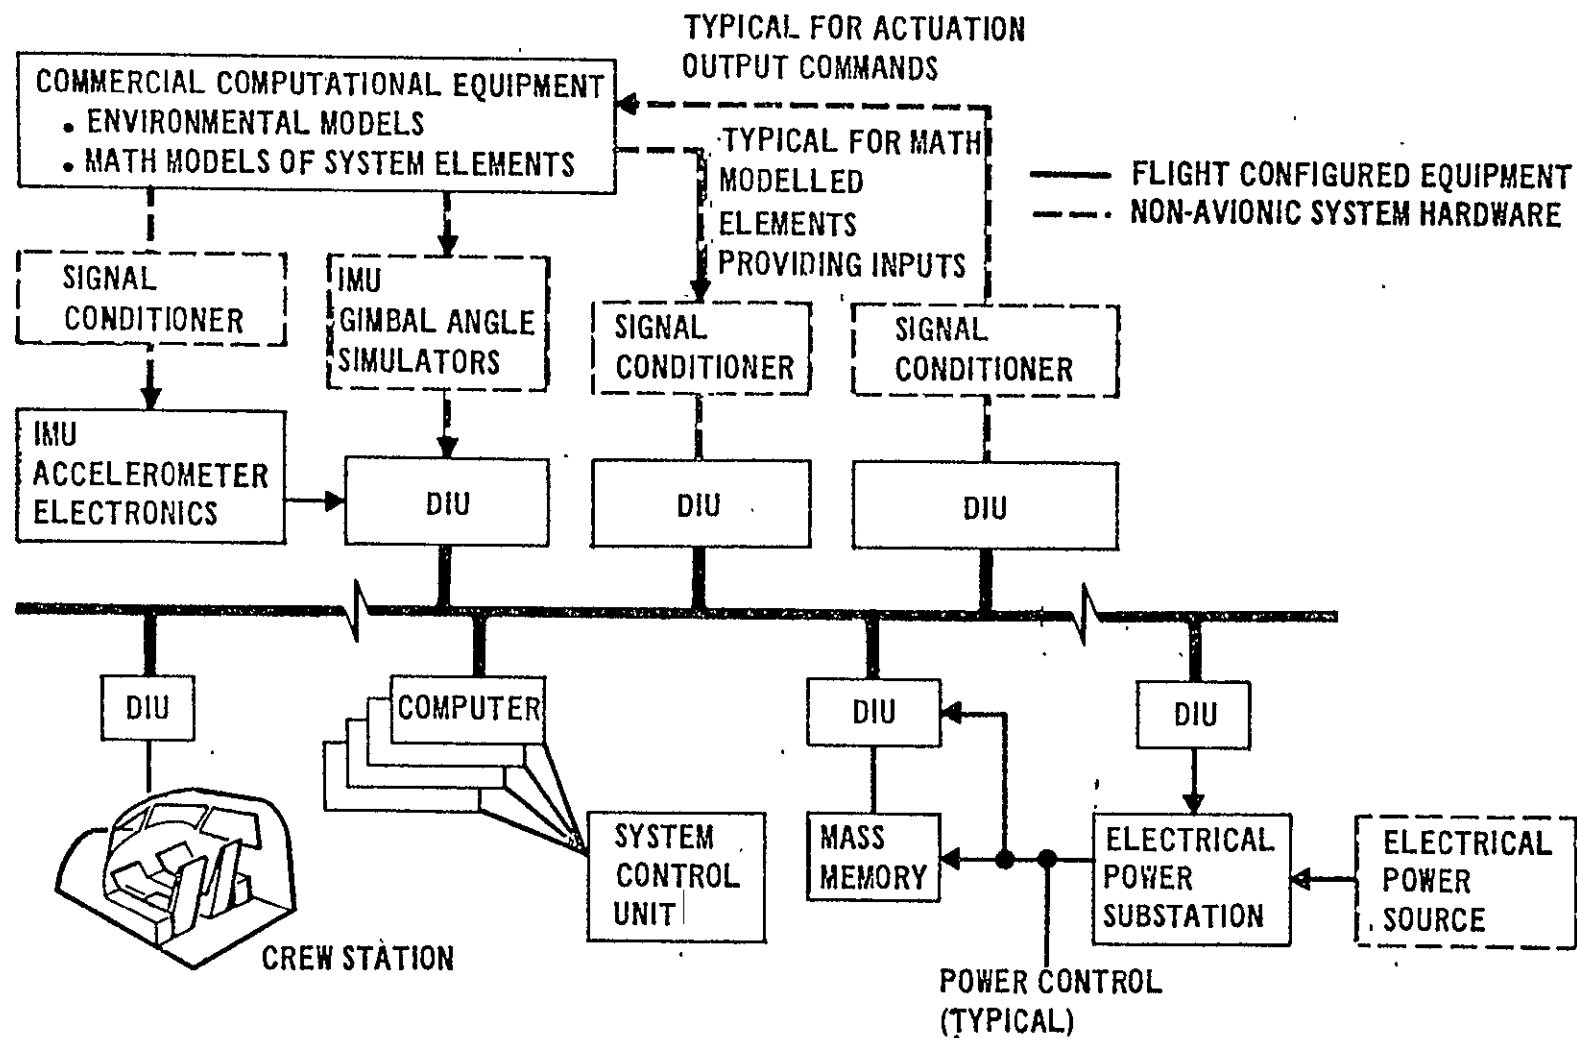 TYPICAL FOR ACTUATION
OUTPUT COMMANDS
COMMERCIAL COMPUTATIONAL EQUIPMENT
• ENVIRONMENTAL MODELS
• MATH MODELS OF SYSTEM ELEMENTS
TYPICAL FOR MATH
MODELLED
ELEMENTS
PROVIDING INPUTS
FLIGHT CONFIGURED EQUIPMENT
NON-AVIONIC SYSTEM HARDWARE
SIGNAL
CONDITIONER
IMU
GIMBAL ANGLE
SIMULATORS
SIGNAL
CONDITIONER
SIGNAL
CONDITIONER
IMU
ACCELEROMETER
ELECTRONICS
DIU
DIU
DIU
DIU
COMPUTER
DIU
DIU
SYSTEM
CONTROL
UNIT
MASS
MEMORY
ELECTRICAL
POWER
SUBSTATION
ELECTRICAL
POWER
SOURCE
CREW STATION
POWER CONTROL
(TYPICAL)